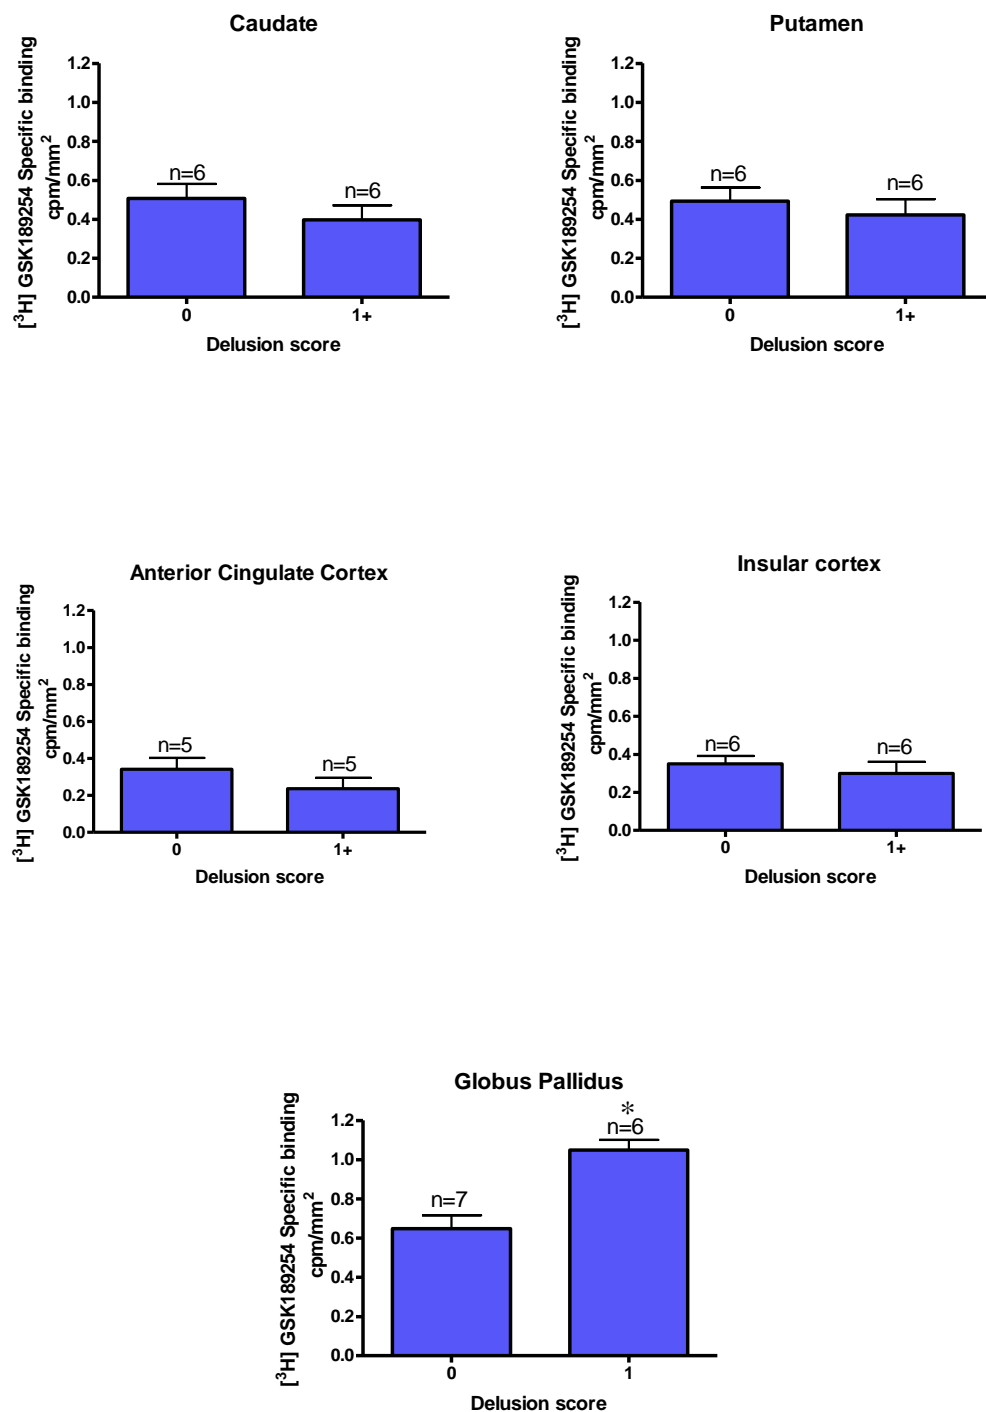 Caudate
[³H] GSK189254 Specific binding
cpm/mm²
1.2
1.0
0.8
0.6
0.4
0.2
0.0
n=6
n=6
0
1+
Delusion score
Putamen
[³H] GSK189254 Specific binding
cpm/mm²
1.2
1.0
0.8
0.6
0.4
0.2
0.0
n=6
n=6
0
1+
Delusion score
Anterior Cingulate Cortex
[³H] GSK189254 Specific binding
cpm/mm²
1.2
1.0
0.8
0.6
0.4
0.2
0.0
n=5
n=5
0
1+
Delusion score
Insular cortex
[³H] GSK189254 Specific binding
cpm/mm²
1.2
1.0
0.8
0.6
0.4
0.2
0.0
n=6
n=6
0
1+
Delusion score
Globus Pallidus
[³H] GSK189254 Specific binding
cpm/mm²
1.2
1.0
0.8
0.6
0.4
0.2
0.0
n=7
*
n=6
0
1
Delusion score